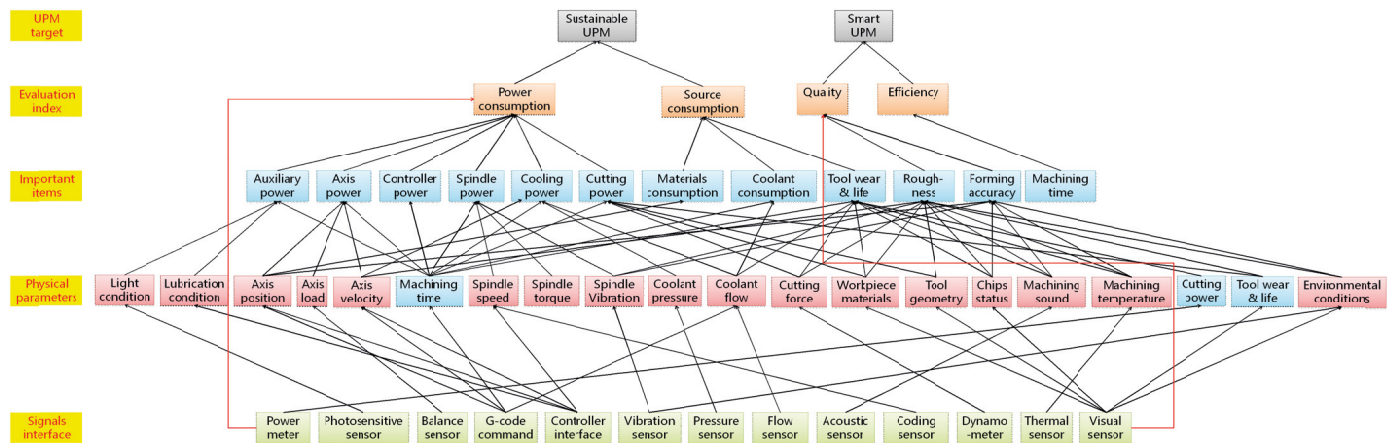 UPM
target
Sustainable
UPM
Smart
UPM
Evaluation
index
Power
consumption
Source
consumption
Quaity
Efficiency
Important
items
Auxiliary
power
Axis
power
Controller
power
Spindle
power
Cooling
power
Cutting
power
Materials
consumption
Coolant
consumption
Tool wear
& life
Rough-
ness
Forming
accuracy
Machining
time
Physical
parameters
Light
condition
Lubrication
condition
Axis
position
Axis
load
Axis
velocity
Machining
time
Spindle
speed
Spindle
torque
Spindle
Vibration
Coolant
pressure
Coolant
flow
Cutting
force
Workpiece
materials
Tool
geometry
Chips
status
Machining
sound
Machining
temperature
Cutting
power
Tool wear
& life
Environmental
conditions
Signals
interface
Power
meter
Photosensitive
sensor
Balance
sensor
G-code
command
Controller
interface
Vibration
sensor
Pressure
sensor
Flow
sensor
Acoustic
sensor
Coding
sensor
Dynamo
-meter
Thermal
sensor
Visual
sensor